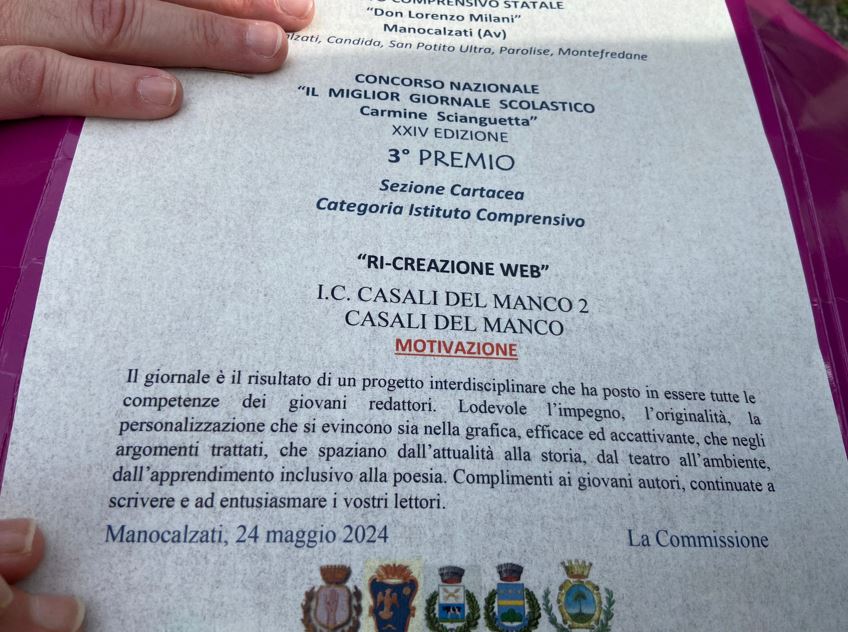 COMPRENSIVO STATALE
“Don Lorenzo Milani”
Manocalzati (Av)
Candida, San Potito Ultra, Parolise, Montefredane
CONCORSO NAZIONALE
“IL MIGLIOR GIORNALE SCOLASTICO
Carmine Scianguetta”
XXIV EDIZIONE
3° PREMIO
Sezione Cartacea
Categoria Istituto Comprensivo
“RI-CREAZIONE WEB”
I.C. CASALI DEL MANCO 2
CASALI DEL MANCO
MOTIVAZIONE
Il giornale è il risultato di un progetto interdisciplinare che ha posto in essere tutte le
competenze dei giovani redattori. Lodevole l’impegno, l’originalità, la
personalizzazione che si evincono sia nella grafica, efficace ed accattivante, che negli
argomenti trattati, che spaziano dall’attualità alla storia, dal teatro all’ambiente,
dall’apprendimento inclusivo alla poesia. Complimenti ai giovani autori, continuate a
scrivere e ad entusiasmare i vostri lettori.
Manocalzati, 24 maggio 2024 La Commissione